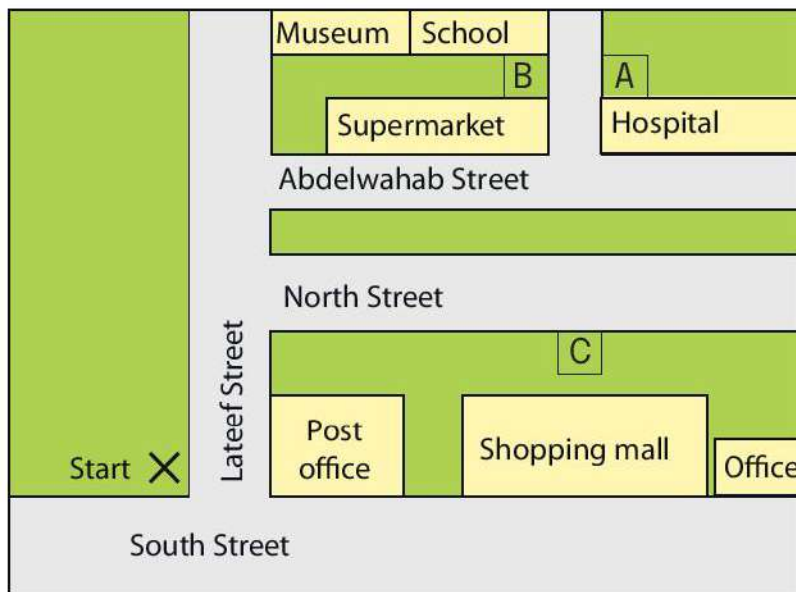 Museum
School
B
A
Supermarket
Hospital
Abdelwahab Street
North Street
C
Lateef Street
Post
office
Shopping mall
Office
Start X
South Street